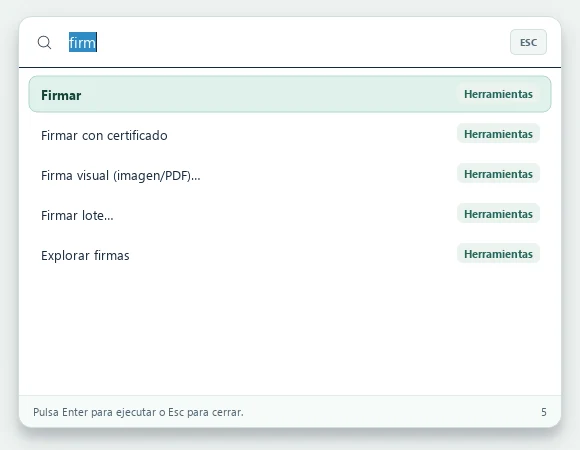 firm ESC
Firmar Herramientas
Firmar con certificado Herramientas
Firma visual (imagen/PDF)... Herramientas
Firmar lote... Herramientas
Explorar firmas Herramientas
Pulsa Enter para ejecutar o Esc para cerrar. 5